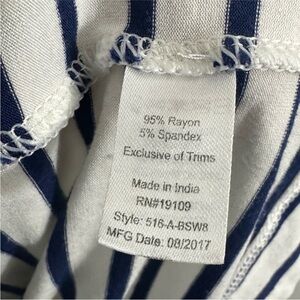 95% Rayon
5% Spandex
Exclusive of Trims
Made in India
RN#19109
Style: 516-A-BSW8
MFG Date: 08/2017